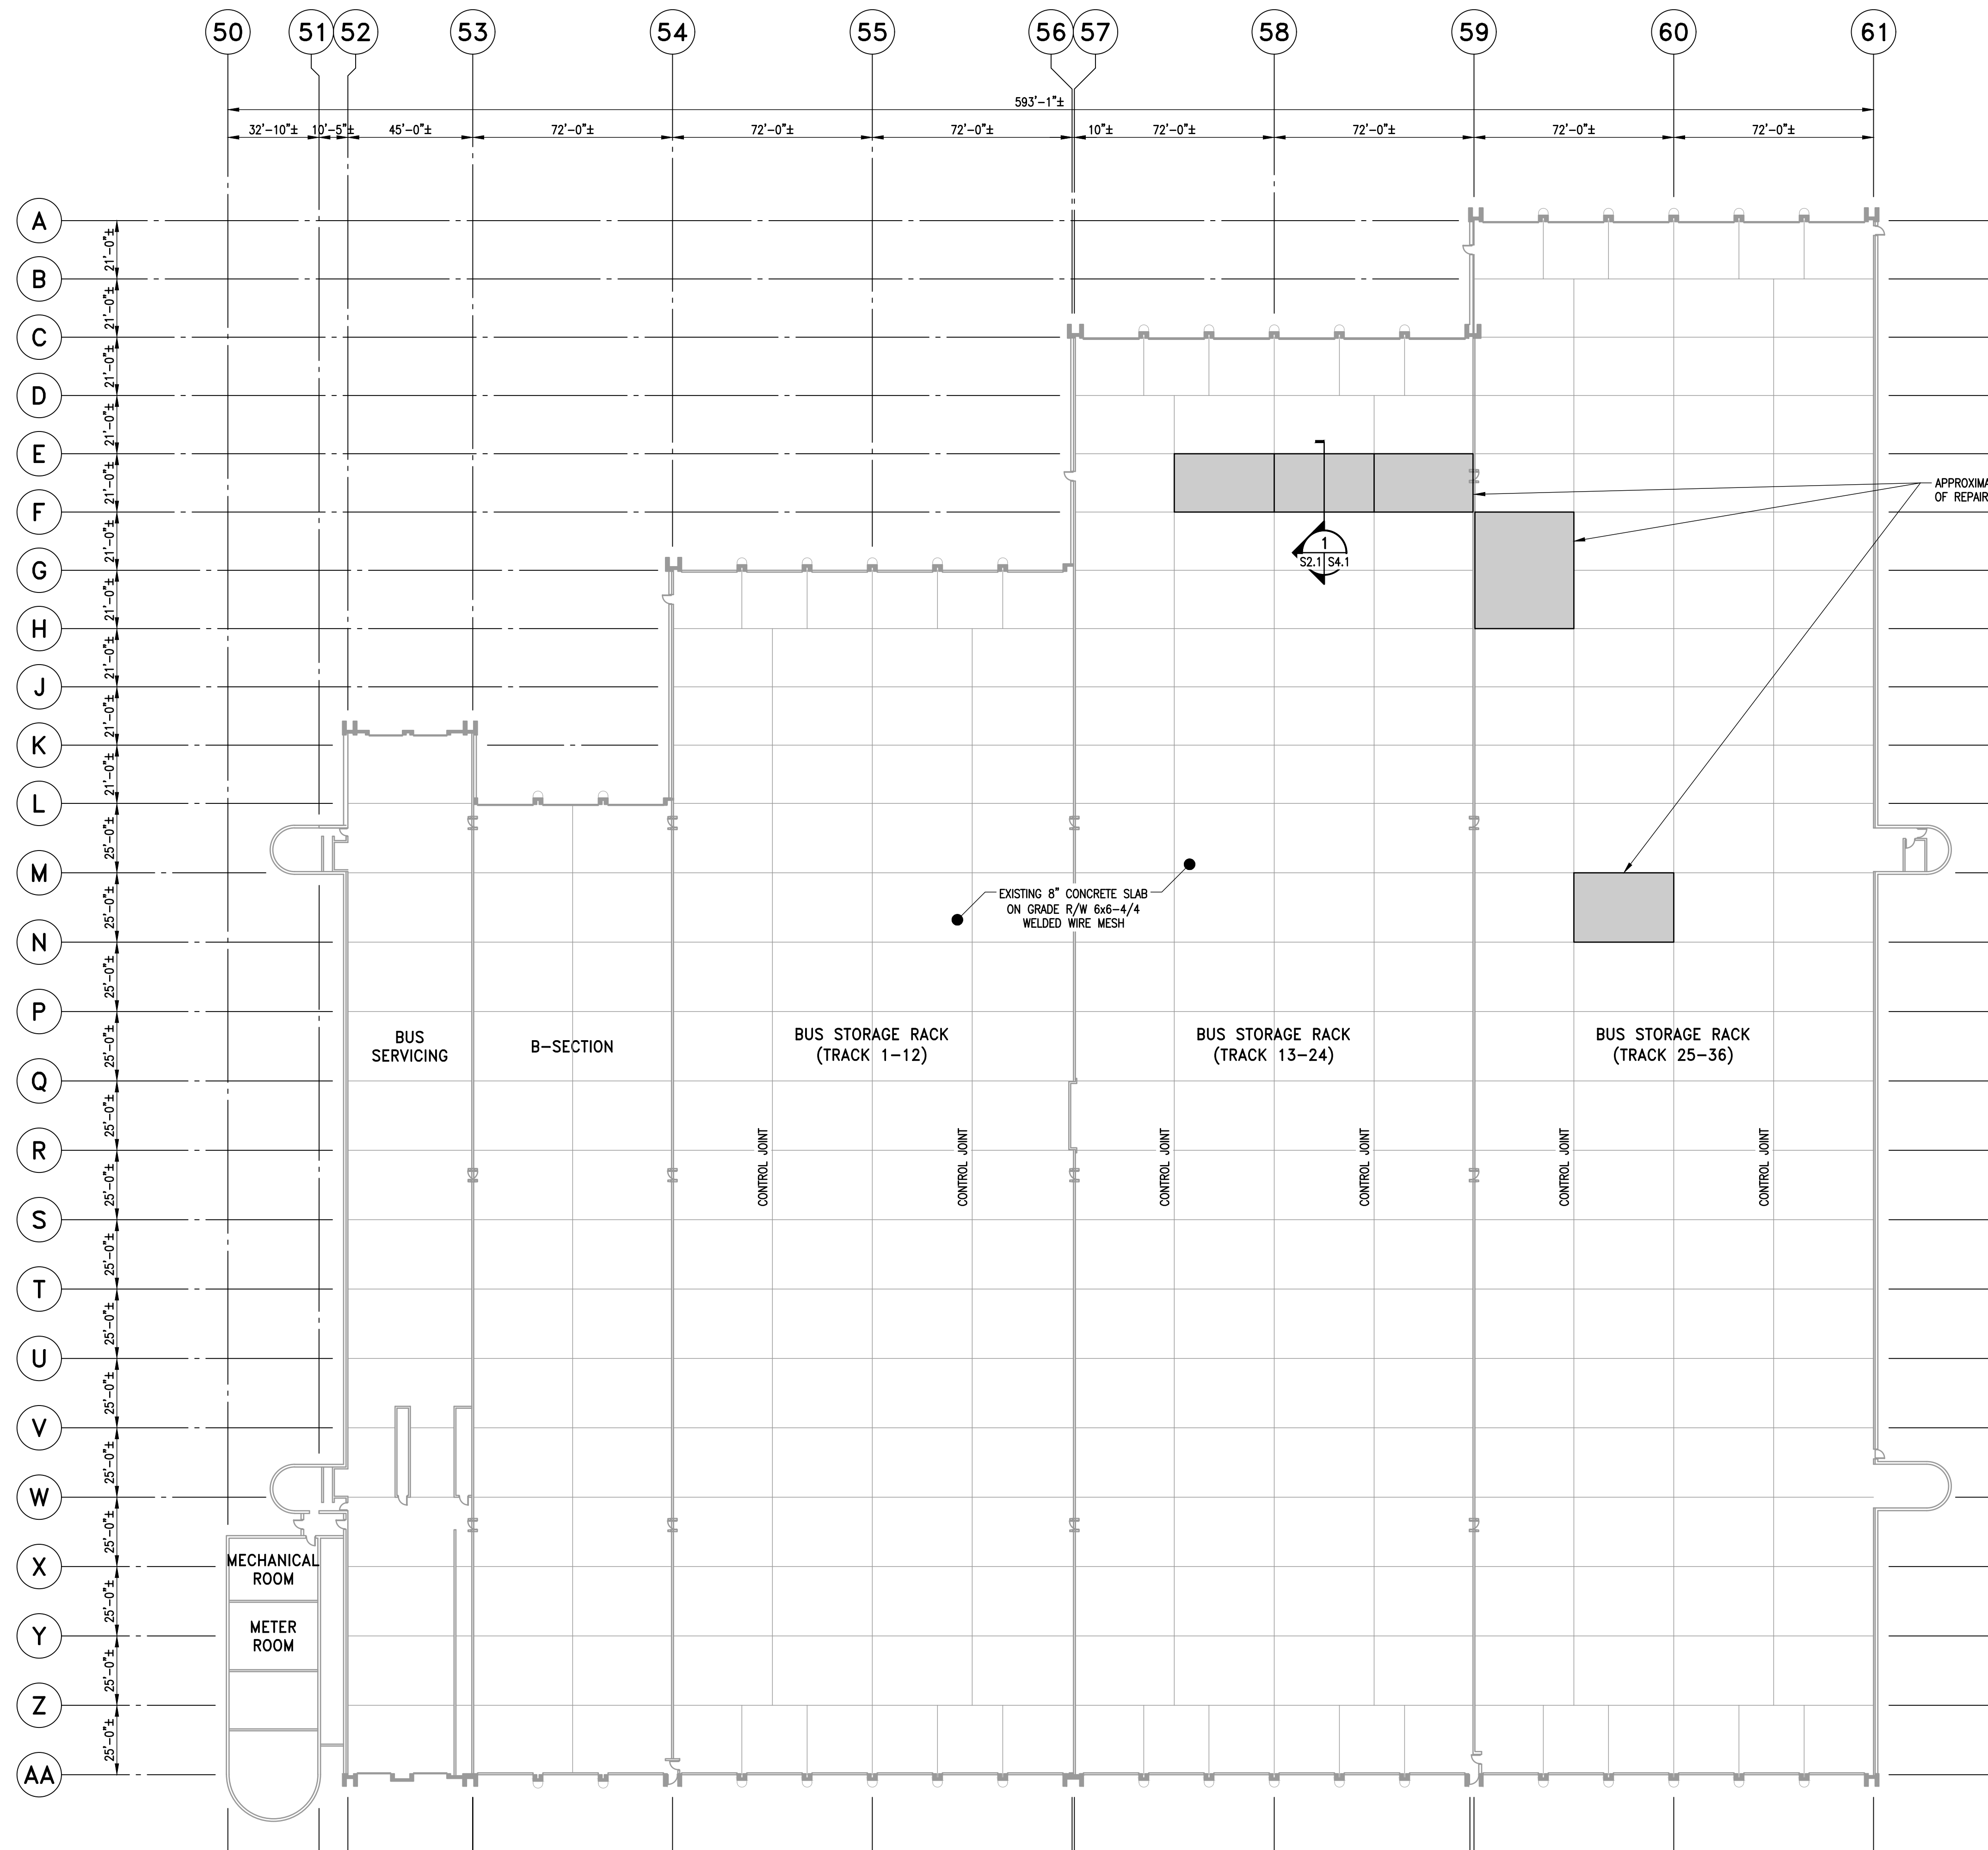 50 51 52 53 54 55 56 57 58 59 60 61
593'-1"±
32'-10"± 10'-5"± 45'-0"± 72'-0"± 72'-0"± 72'-0"± 10"± 72'-0"± 72'-0"± 72'-0"± 72'-0"±
A
21'-0"±
B
21'-0"±
C
21'-0"±
D
21'-0"±
E
21'-0"±
F
21'-0"±
G
21'-0"±
H
21'-0"±
J
21'-0"±
K
21'-0"±
L
25'-0"±
M
25'-0"±
N
25'-0"±
P
25'-0"±
Q
25'-0"±
R
25'-0"±
S
25'-0"±
T
25'-0"±
U
25'-0"±
V
25'-0"±
W
25'-0"±
X
25'-0"±
Y
25'-0"±
Z
25'-0"±
AA
APPROXIMA
OF REPAIR
1
S2.1 S4.1
EXISTING 8" CONCRETE SLAB
ON GRADE R/W 6x6-4/4
WELDED WIRE MESH
BUS
SERVICING
B-SECTION
BUS STORAGE RACK
(TRACK 1-12)
BUS STORAGE RACK
(TRACK 13-24)
BUS STORAGE RACK
(TRACK 25-36)
CONTROL JOINT
CONTROL JOINT
CONTROL JOINT
CONTROL JOINT
CONTROL JOINT
CONTROL JOINT
MECHANICAL
ROOM
METER
ROOM